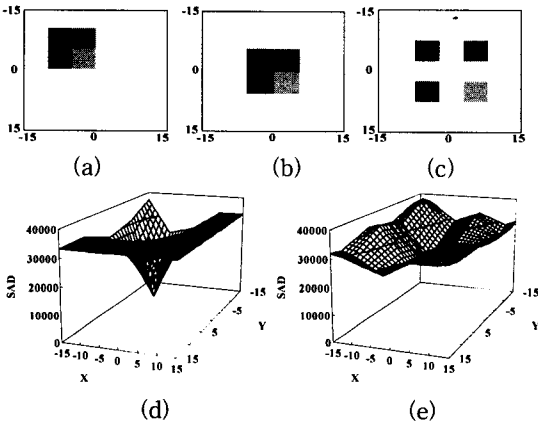 -15 -15 -15
0 0 0
15 15 15
-15 0 15 -15 0 15 -15 0 15
(a) (b) (c)
40000 40000
30000 30000
20000 20000
10000 10000
0 0
SAD SAD
-15 -10 -5 0 5 10 15 -15 -10 -5 0 5 10 15
X X
15 5 -5 -15 15 5 -5 -15
Y Y
(d) (e)